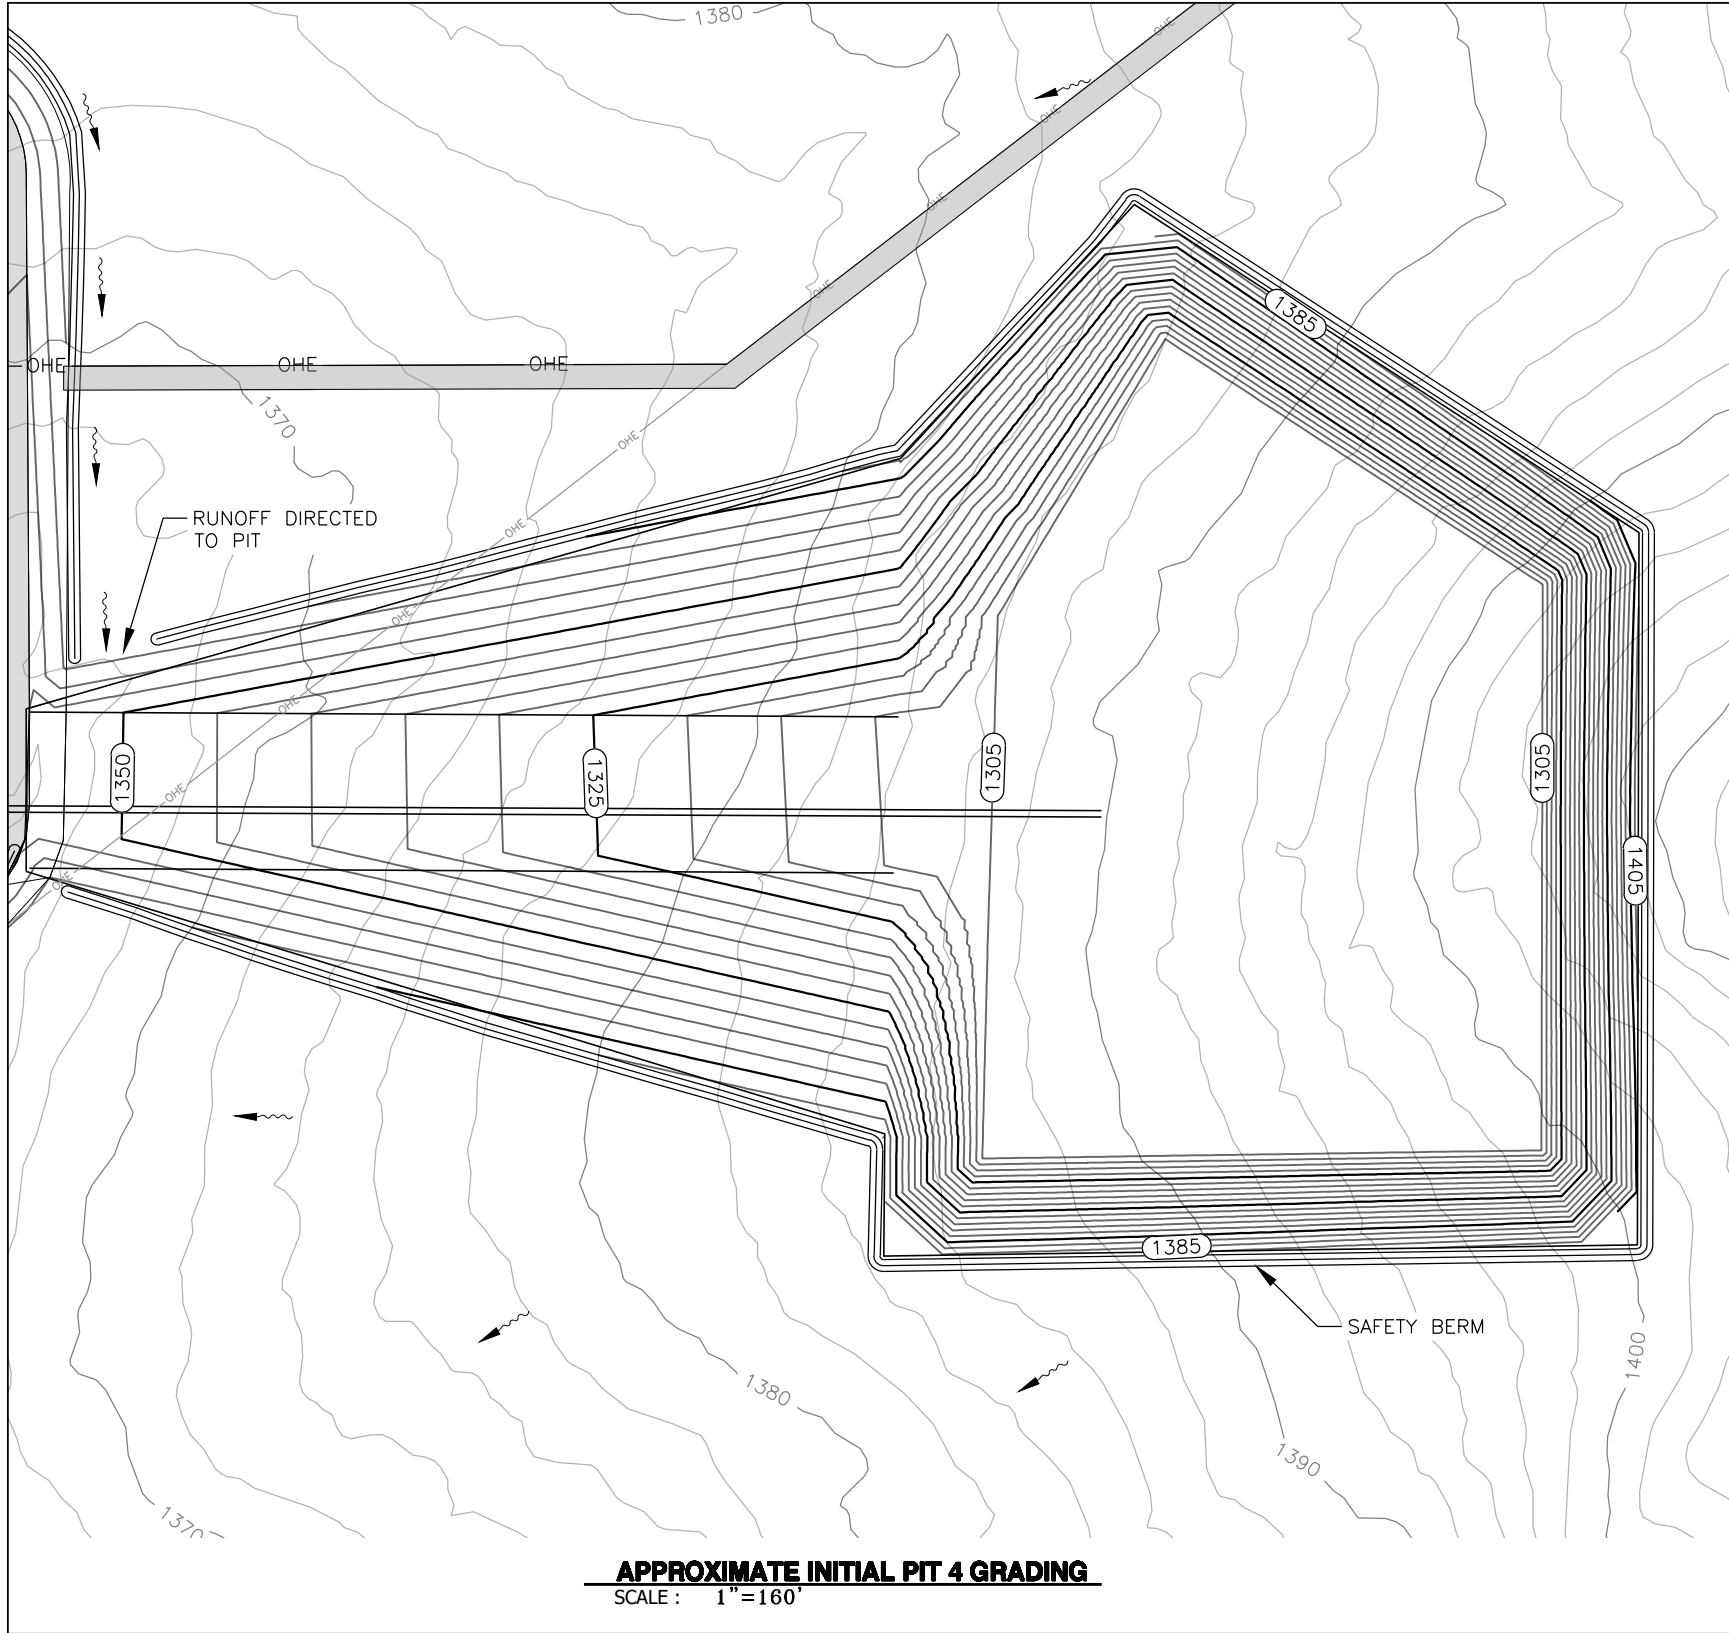 1380
OHE
OHE
OHE
OHE
1385
OHE
OHE
OHE
1370
OHE
RUNOFF DIRECTED
TO PIT
OHE
OHE
OHE
1350
1325
1305
1305
OHE
OHE
1405
1385
SAFETY BERM
1400
1380
1390
1370
APPROXIMATE INITIAL PIT 4 GRADING
SCALE : 1"=160'